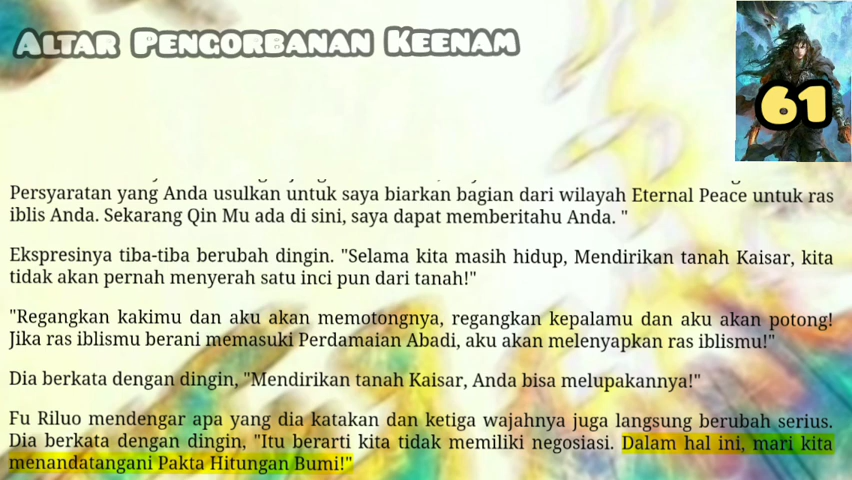 Altar Pengorbanan Keenam
61
Persyaratan yang Anda usulkan untuk saya biarkan bagian dari wilayah Eternal Peace untuk ras
iblis Anda. Sekarang Qin Mu ada di sini, saya dapat memberitahu Anda. "
Ekspresinya tiba-tiba berubah dingin. "Selama kita masih hidup, Mendirikan tanah Kaisar, kita
tidak akan pernah menyerah satu inci pun dari tanah!"
"Regangkan kakimu dan aku akan memotongnya, regangkan kepalamu dan aku akan potong!
Jika ras iblismu berani memasuki Perdamaian Abadi, aku akan melenyapkan ras iblismu!"
Dia berkata dengan dingin, "Mendirikan tanah Kaisar, Anda bisa melupakannya!"
Fu Riluo mendengar apa yang dia katakan dan ketiga wajahnya juga langsung berubah serius.
Dia berkata dengan dingin, "Itu berarti kita tidak memiliki negosiasi. Dalam hal ini, mari kita
menandatangani Pakta Hitungan Bumi!"